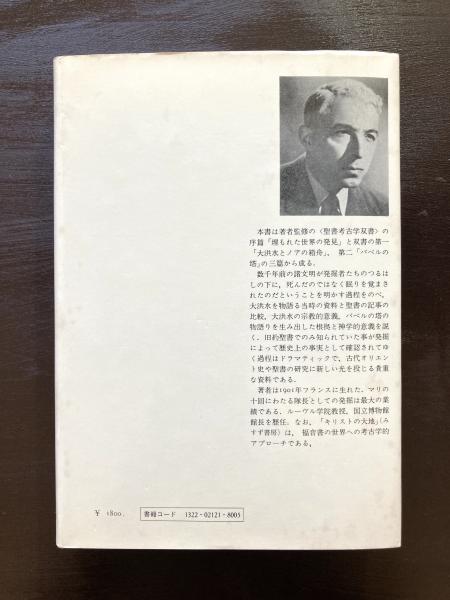 本書は著者監修の〈聖書考古学双書〉の
序篇「埋もれた世界の発見」と双書の第一
「大洪水とノアの箱舟」、第二「バベルの
塔」の三篇から成る。
数千年前の諸文明が発掘者たちのつるは
しの下に，死んだのではなく眠りを覚まさ
れたのだということを明かす過程をのべ，
大洪水を物語る当時の資料と聖書の記事の
比較，大洪水の宗教的意義，バベルの塔の
物語りを生み出した根拠と神学的意義を説
く．旧約聖書でのみ知られていた事が発掘
によって歴史上の事実として確認されてゆ
く過程はドラマティックで，古代オリエン
ト史や聖書の研究に新しい光を投じる貴重
な資料である．
著者は1901年フランスに生れた．マリの
十回にわたる隊長としての発掘は最大の業
績である．ルーヴル学院教授，国立博物館
館長を歴任．なお，「キリストの大地」(み
すず書房)は，福音書の世界への考古学的
アプローチである．
¥ 1800.
書籍コード 1322-02121-8005